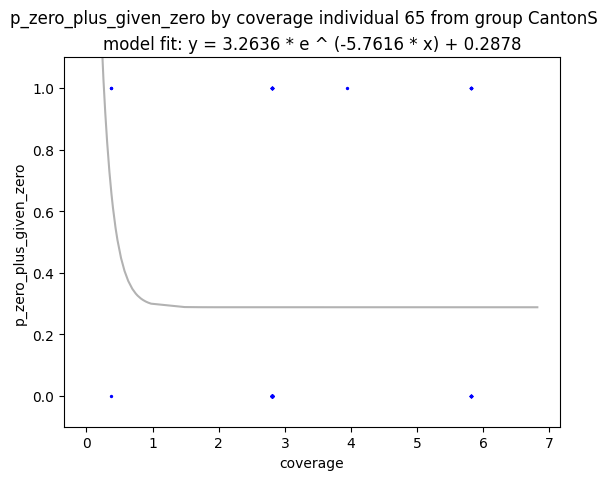 p_zero_plus_given_zero by coverage individual 65 from group CantonS
model fit: y = 3.2636 * e ^ (-5.7616 * x) + 0.2878
1.0
0.8
0.6
0.4
0.2
0.0
p_zero_plus_given_zero
0 1 2 3 4 5 6 7
coverage